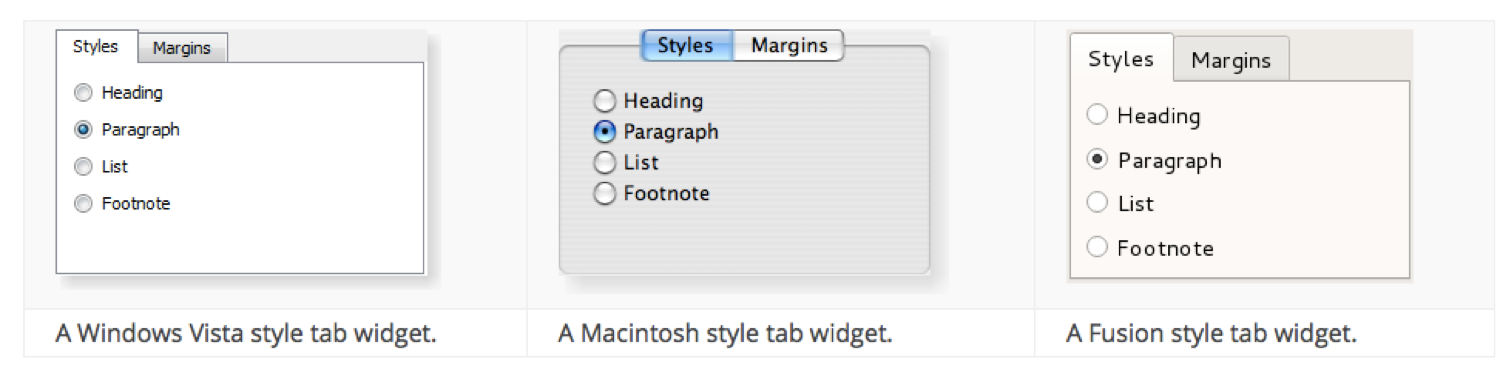 Styles Margins
Heading
Paragraph
List
Footnote
A Windows Vista style tab widget.
Styles Margins
Heading
Paragraph
List
Footnote
A Macintosh style tab widget.
Styles Margins
Heading
Paragraph
List
Footnote
A Fusion style tab widget.